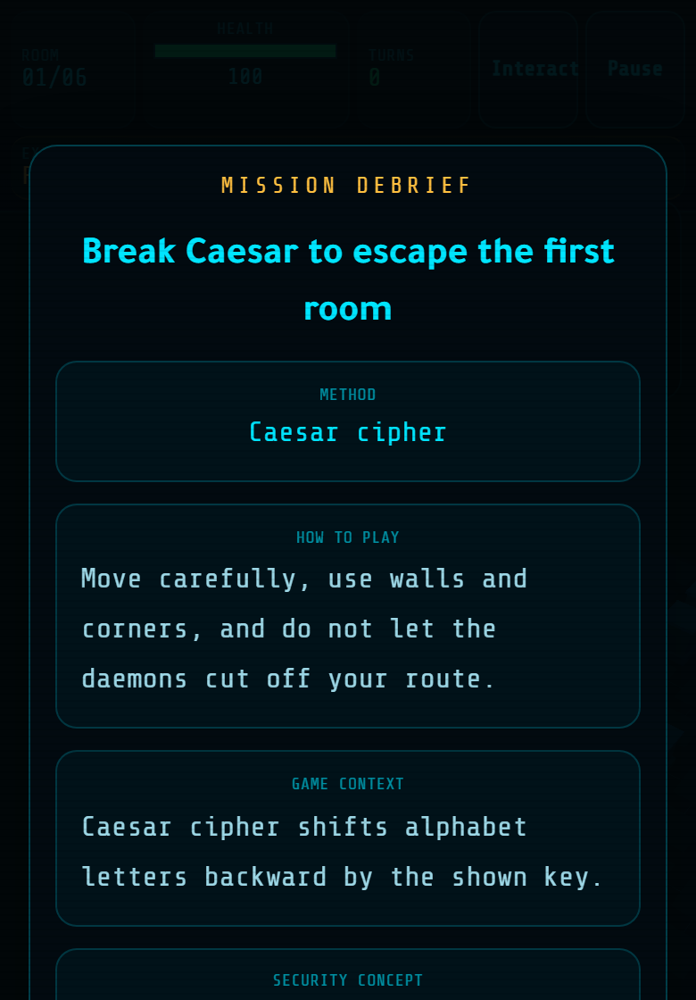 HEALTH
ROOM
01/06
100
TURNS
0
Interact
Pause
MISSION DEBRIEF
Break Caesar to escape the first
room
METHOD
Caesar cipher
HOW TO PLAY
Move carefully, use walls and
corners, and do not let the
daemons cut off your route.
GAME CONTEXT
Caesar cipher shifts alphabet
letters backward by the shown key.
SECURITY CONCEPT